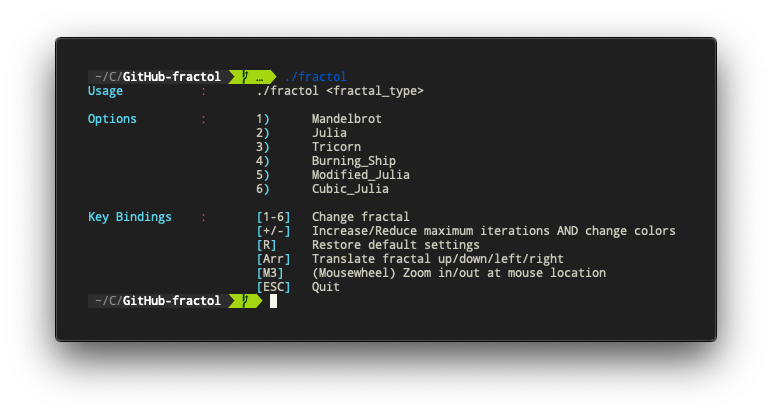 ~/C/GitHub-fractol … ./fractol
Usage : ./fractol <fractal_type>
Options : 1) Mandelbrot
2) Julia
3) Tricorn
4) Burning_Ship
5) Modified_Julia
6) Cubic_Julia
Key Bindings : [1-6] Change fractal
[+/-] Increase/Reduce maximum iterations AND change colors
[R] Restore default settings
[Arr] Translate fractal up/down/left/right
[M3] (Mousewheel) Zoom in/out at mouse location
[ESC] Quit
~/C/GitHub-fractol